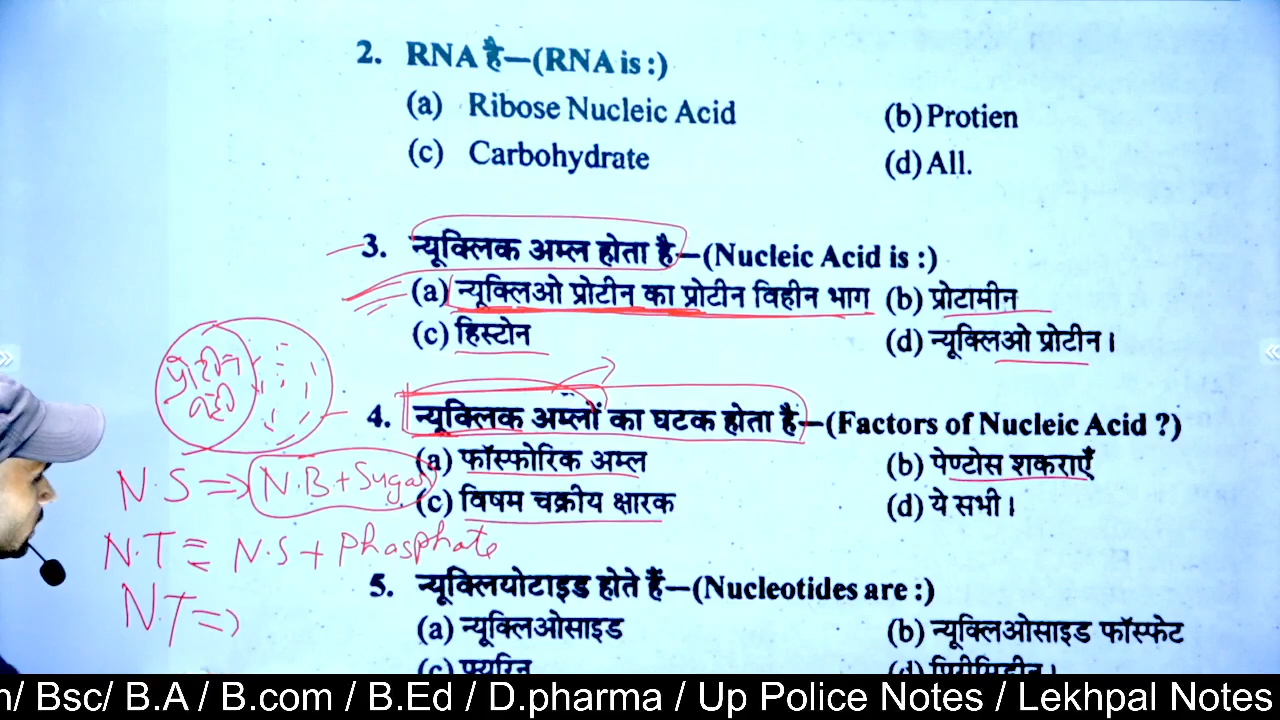 2. RNA है—(RNA is :)
(a) Ribose Nucleic Acid (b) Protien
(c) Carbohydrate (d) All.
3. न्यूक्लिक अम्ल होता है—(Nucleic Acid is :)
(a) न्यूक्लिओ प्रोटीन का प्रोटीन विहीन भाग (b) प्रोटामीन
(c) हिस्टोन (d) न्यूक्लिओ प्रोटीन।
प्रोटीन
नही
4. न्यूक्लिक अम्लों का घटक होता है—(Factors of Nucleic Acid ?)
(a) फॉस्फोरिक अम्ल (b) पेण्टोस शकराएँ
(c) विषम चक्रीय क्षारक (d) ये सभी।
N.S ⇒ N.B + Sugar
N.T = N.S + Phasphate
N.T ⇒
5. न्यूक्लियोटाइड होते हैं—(Nucleotides are :)
(a) न्यूक्लिओसाइड (b) न्यूक्लिओसाइड फॉस्फेट
(c) प्यूरिन (d) पिरीमिडीन।
/ Bsc/ B.A / B.com / B.Ed / D.pharma / Up Police Notes / Lekhpal Notes